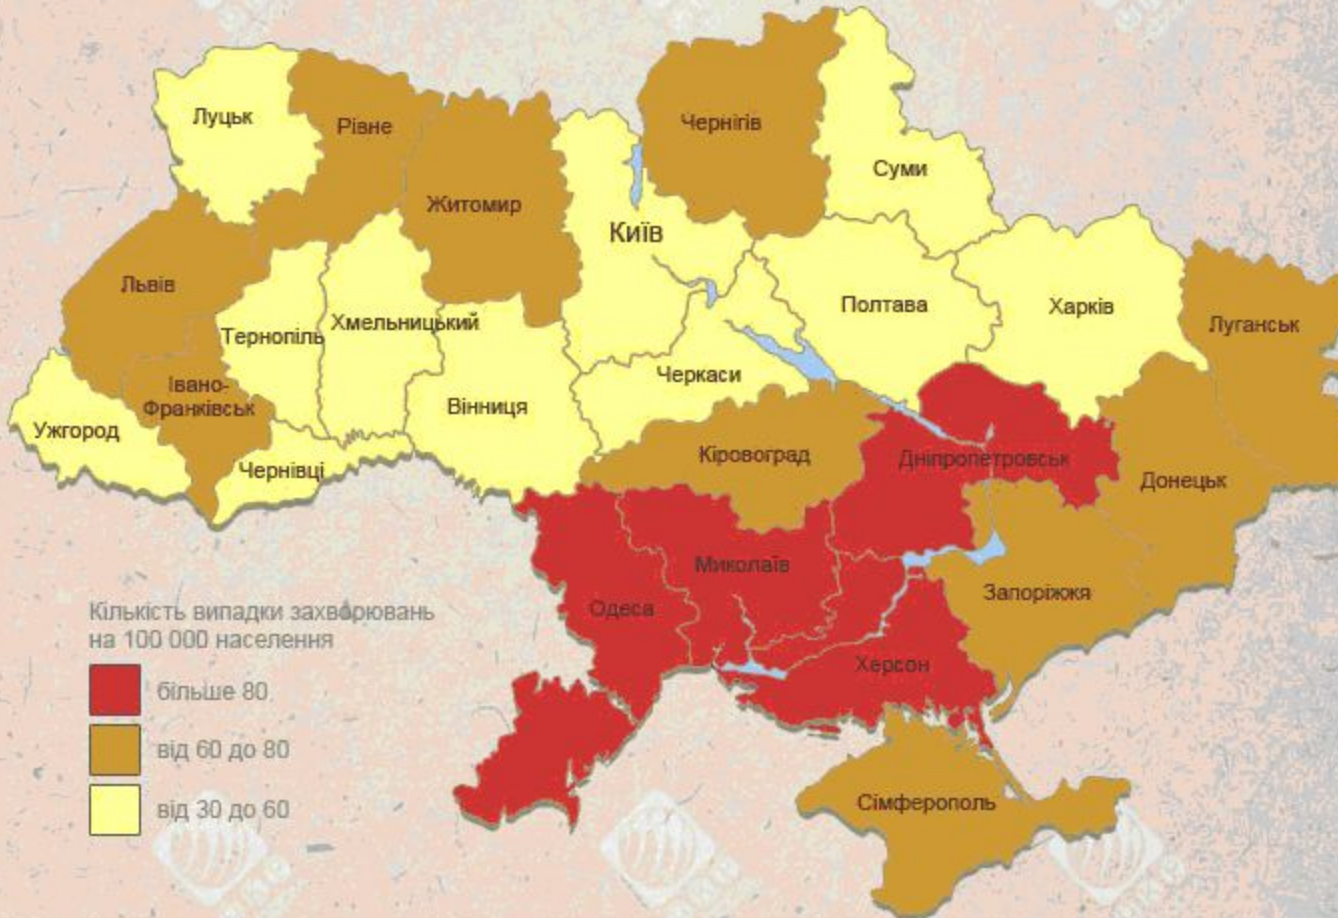 Луцьк
Рівне
Житомир
Київ
Чернігів
Суми
Львів
Тернопіль
Хмельницький
Полтава
Харків
Луганськ
Івано-
Франківськ
Ужгород
Чернівці
Вінниця
Черкаси
Кіровоград
Дніпропетровськ
Донецьк
Запоріжжя
Миколаїв
Одеса
Херсон
Сімферополь
Кількість випадки захворювань
на 100 000 населення
більше 80
від 60 до 80
від 30 до 60